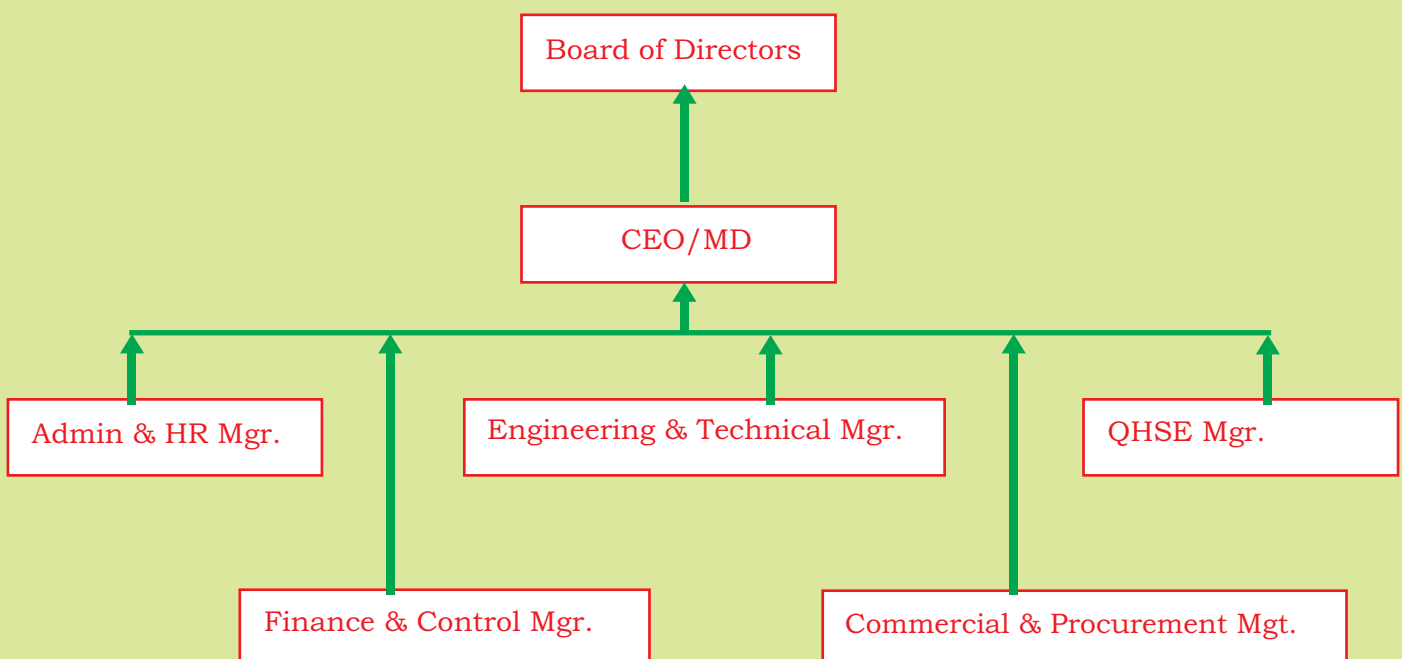 Board of Directors
CEO/MD
Admin & HR Mgr.
Engineering & Technical Mgr.
QHSE Mgr.
Finance & Control Mgr.
Commercial & Procurement Mgt.